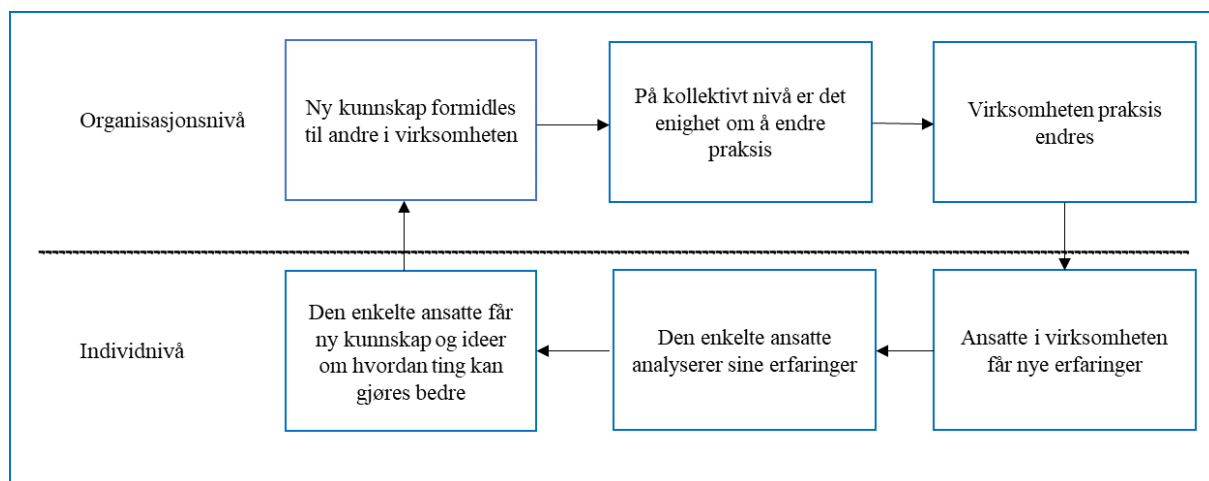 Organisasjonsnivå
Ny kunnskap formidles
til andre i virksomheten
På kollektivt nivå er det
enighet om å endre
praksis
Virksomheten praksis
endres
Individnivå
Den enkelte ansatte får
ny kunnskap og ideer
om hvordan ting kan
gjøres bedre
Den enkelte ansatte
analyserer sine erfaringer
Ansatte i virksomheten
får nye erfaringer